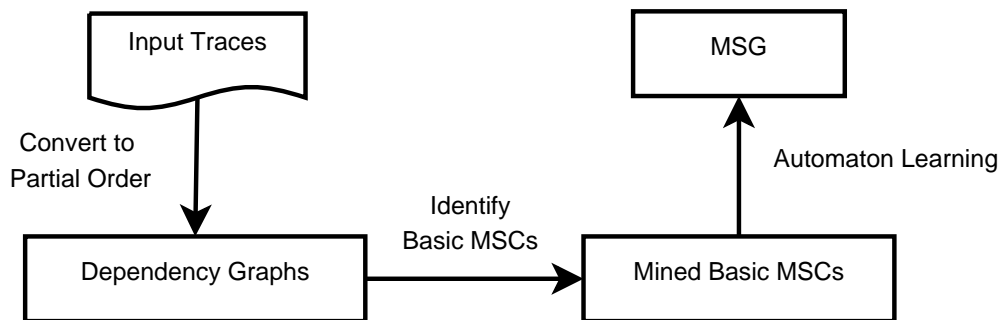 Input Traces
MSG
Convert to
Partial Order
Automaton Learning
Identify
Basic MSCs
Dependency Graphs
Mined Basic MSCs